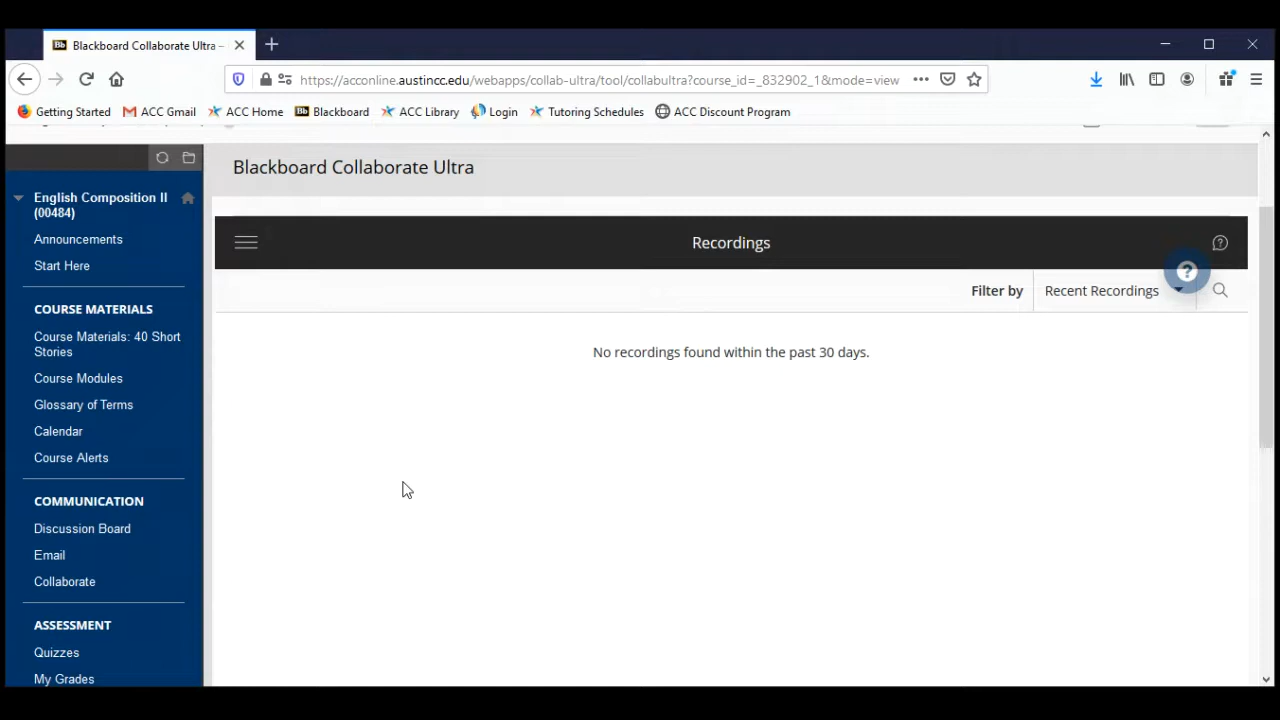 Blackboard Collaborate Ultra –
https://acconline.austincc.edu/webapps/collab-ultra/tool/collabultra?course_id=_832902_1&mode=view
Getting Started
ACC Gmail
ACC Home
Bb
Blackboard
ACC Library
Login
Tutoring Schedules
ACC Discount Program
Blackboard Collaborate Ultra
English Composition II
(00484)
Announcements
Start Here
COURSE MATERIALS
Course Materials: 40 Short
Stories
Course Modules
Glossary of Terms
Calendar
Course Alerts
COMMUNICATION
Discussion Board
Email
Collaborate
ASSESSMENT
Quizzes
My Grades
Recordings
Filter by
Recent Recordings
No recordings found within the past 30 days.